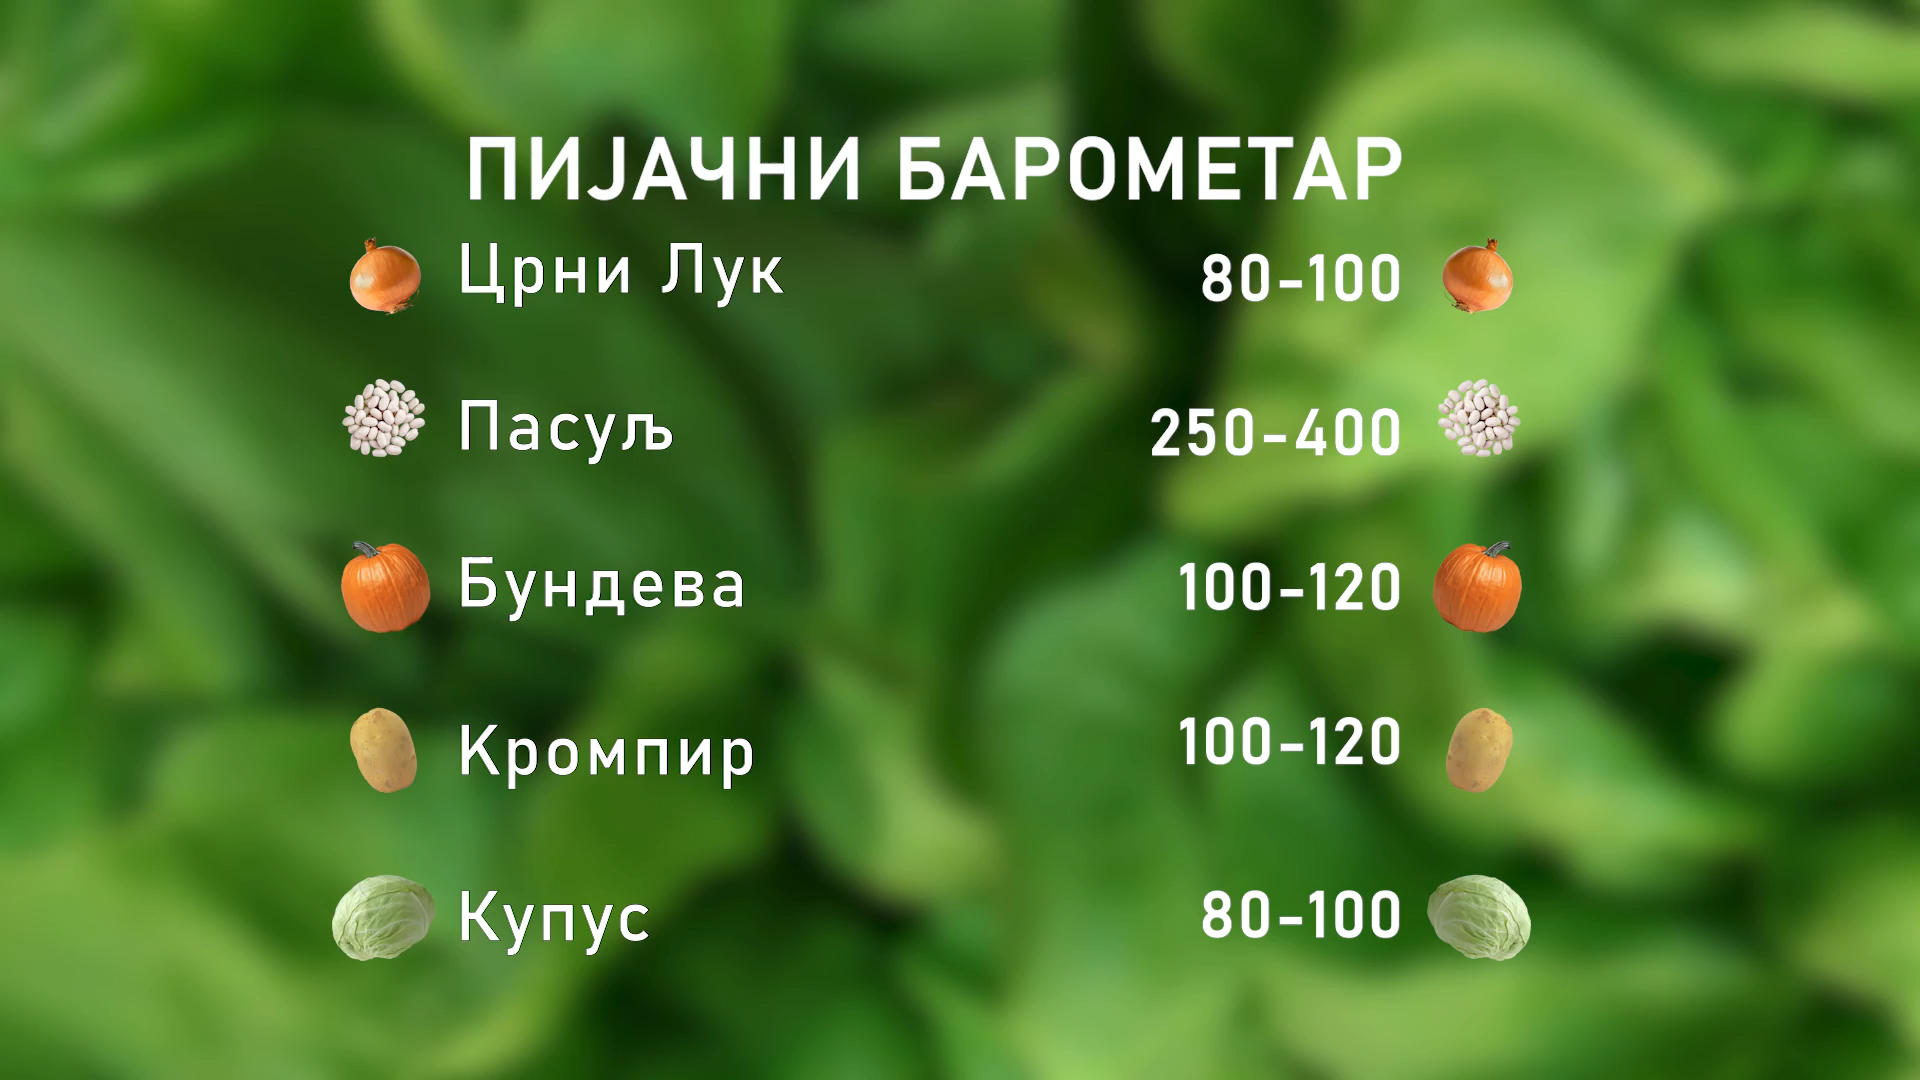 ПИЈАЧНИ БАРОМЕТАР
Црни Лук 80-100
Пасуљ 250-400
Бундева 100-120
Кромпир 100-120
Купус 80-100